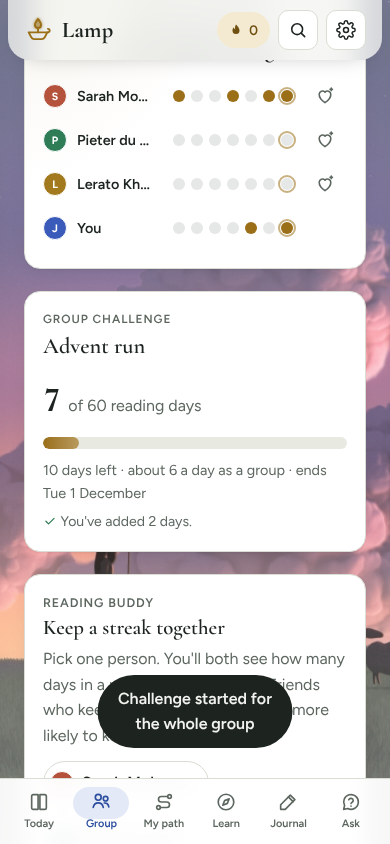 Lamp
0
S Sarah Mo...
P Pieter du ...
L Lerato Kh...
J You
GROUP CHALLENGE
Advent run
7 of 60 reading days
10 days left · about 6 a day as a group · ends
Tue 1 December
✓ You've added 2 days.
READING BUDDY
Keep a streak together
Pick one person. You'll both see how many
days in a
who kee
more
likely to k
Challenge started for
the whole group
Today
Group
My path
Learn
Journal
Ask